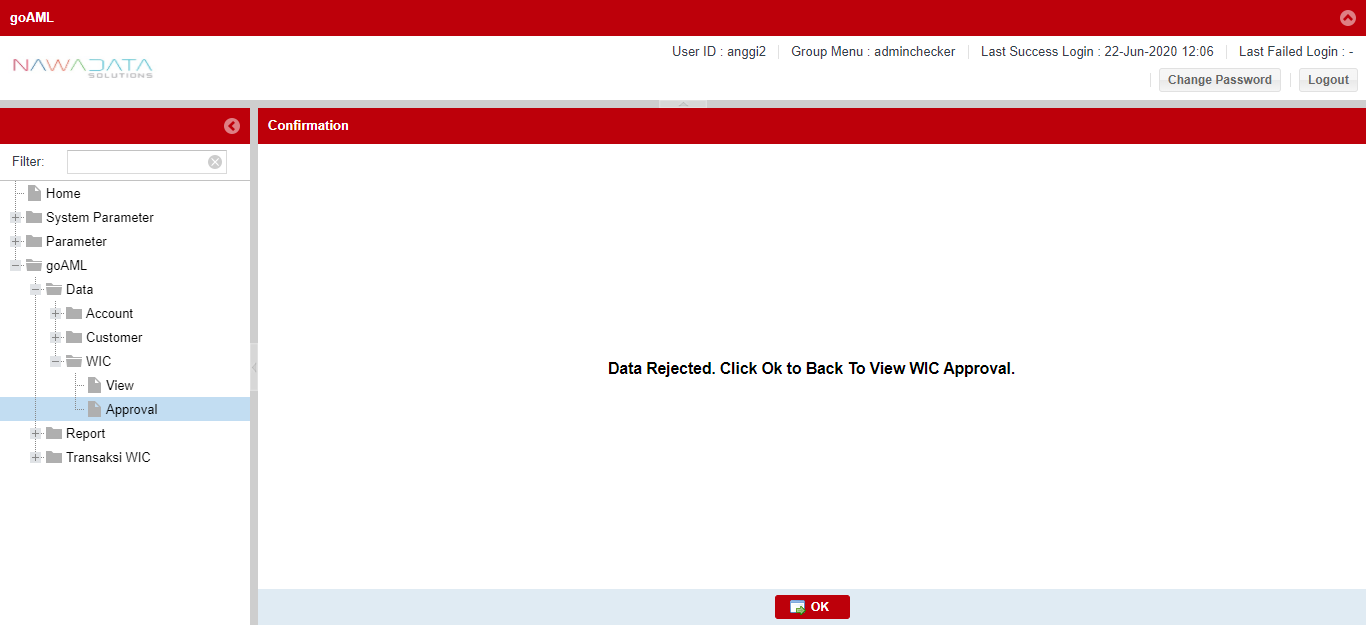 goAML
NAWADATA
SOLUTIONS
User ID : anggi2
Group Menu : adminchecker
Last Success Login : 22-Jun-2020 12:06
Last Failed Login : -
Change Password
Logout
Confirmation
Filter:
Home
System Parameter
Parameter
goAML
Data
Account
Customer
WIC
View
Approval
Report
Transaksi WIC
Data Rejected. Click Ok to Back To View WIC Approval.
OK